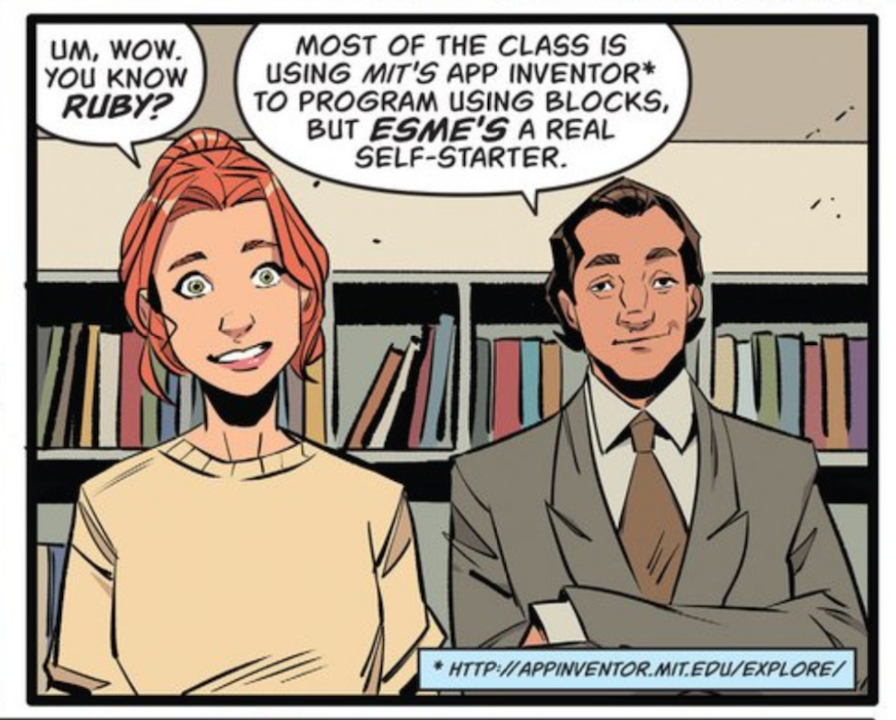 UM, WOW.
YOU KNOW
RUBY?
MOST OF THE CLASS IS
USING MIT'S APP INVENTOR*
TO PROGRAM USING BLOCKS,
BUT ESME'S A REAL
SELF-STARTER.
* HTTP://APPINVENTOR.MIT.EDU/EXPLORE/